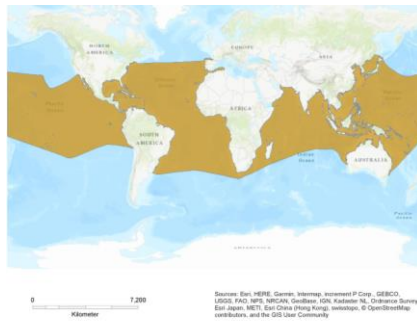 NORTH
AMERICA
EUROPE
ASIA
Pacific
Ocean
AFRICA
SOUTH
AMERICA
Indian
Ocean
AUSTRALIA
Pacific
ANTARCTICA
0 7,200
Kilometer
Sources: Esri, HERE, Garmin, Intermap, increment P Corp., GEBCO,
USGS, FAO, NPS, NRCAN, GeoBase, IGN, Kadaster NL, Ordnance Survey,
Esri Japan, METI, Esri China (Hong Kong), swisstopo, © OpenStreetMap
contributors, and the GIS User Community